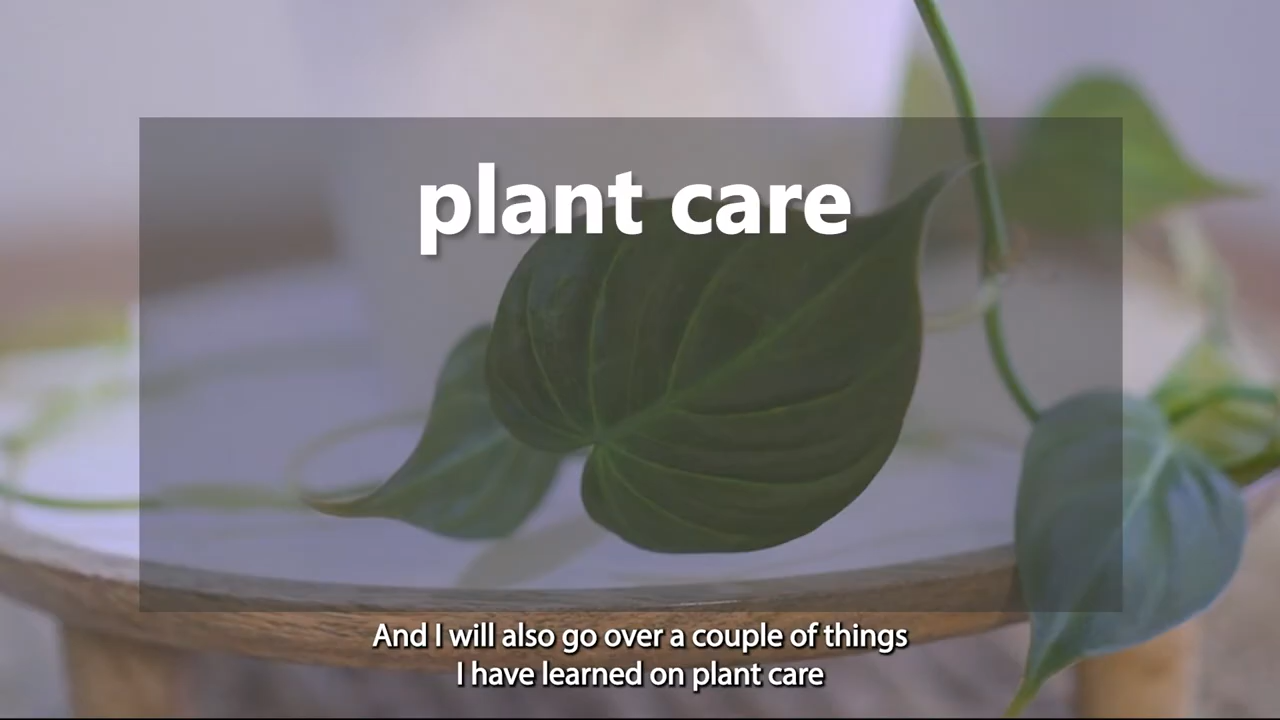 plant care
And I will also go over a couple of things
I have learned on plant care